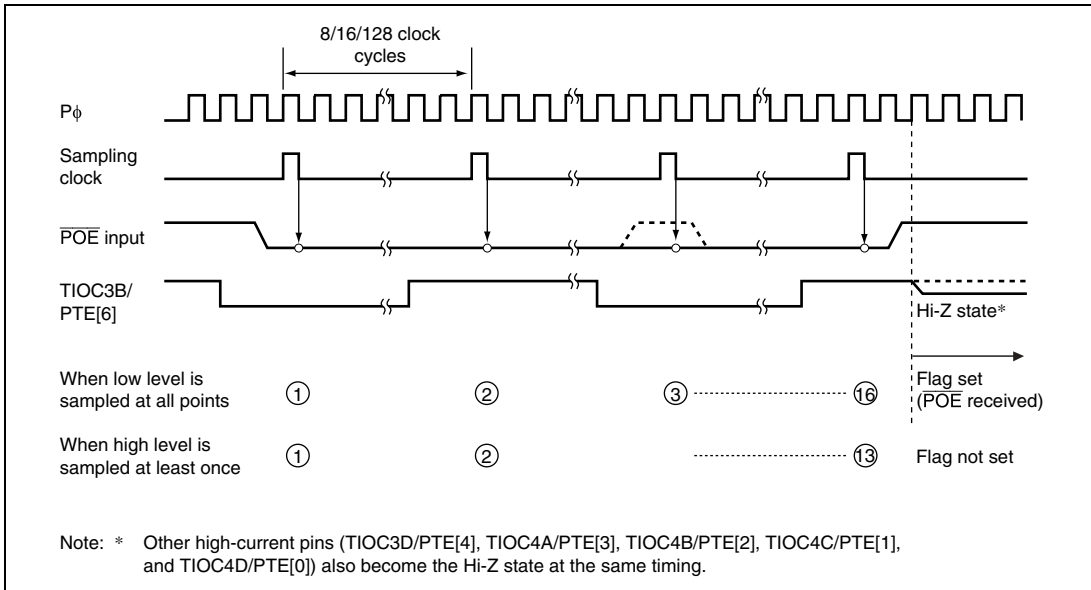 8/16/128 clock
cycles
Pϕ
Sampling
clock
POE input
TIOC3B/
PTE[6]
Hi-Z state*
When low level is
sampled at all points
① ② ③ ⑯
Flag set
(POE received)
When high level is
sampled at least once
① ② ⑬ Flag not set
Note: * Other high-current pins (TIOC3D/PTE[4], TIOC4A/PTE[3], TIOC4B/PTE[2], TIOC4C/PTE[1],
and TIOC4D/PTE[0]) also become the Hi-Z state at the same timing.